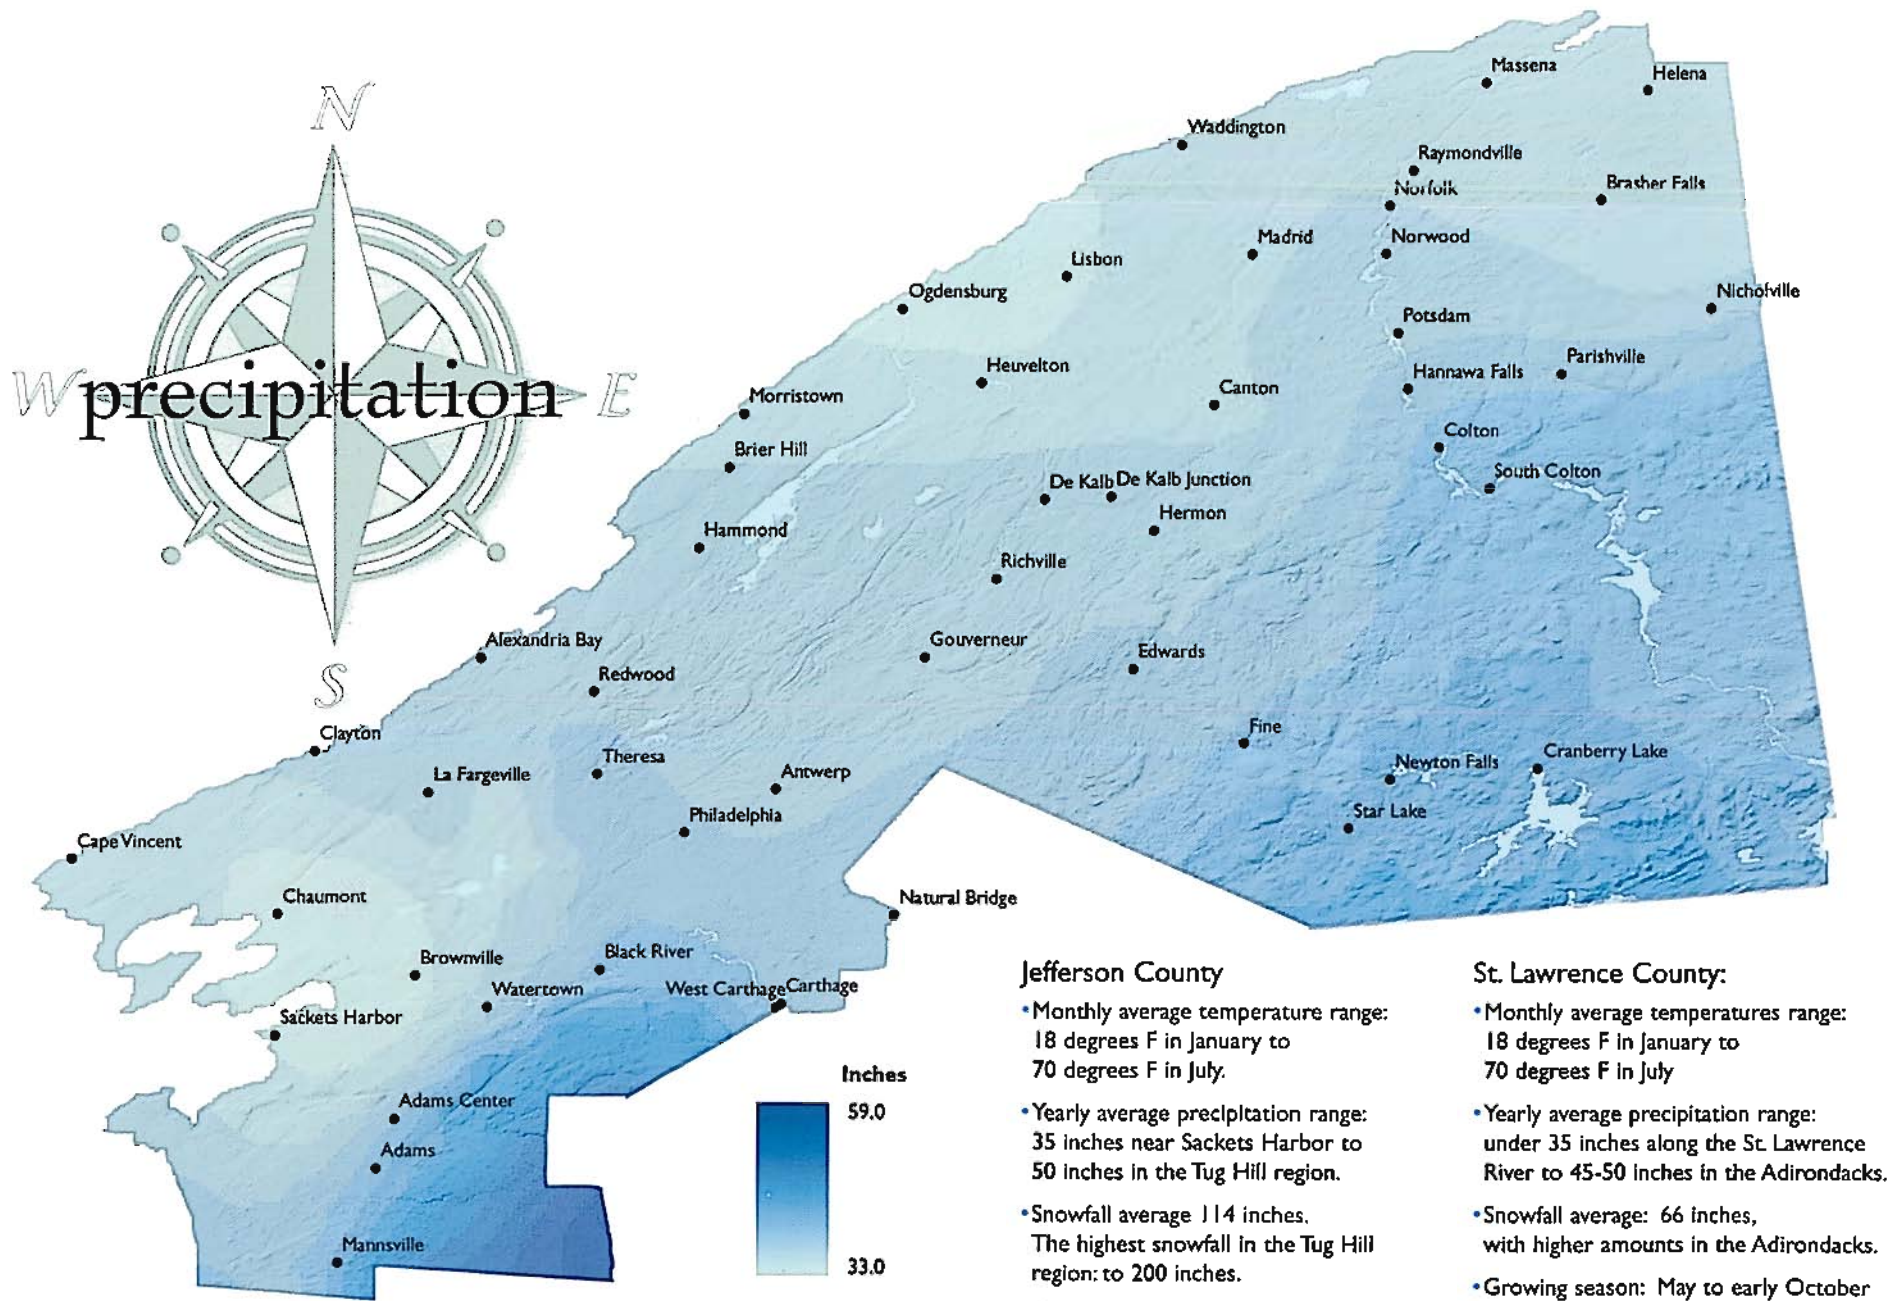 N
W
precipitation
E
S
Massena
Helena
Waddington
Raymondville
Norfolk
Brasher Falls
Madrid
Norwood
Lisbon
Ogdensburg
Nicholville
Potsdam
Heuvelton
Parishville
Hannawa Falls
Canton
Morristown
Colton
Brier Hill
South Colton
De Kalb
De Kalb Junction
Hermon
Hammond
Richville
Alexandria Bay
Gouverneur
Edwards
Redwood
Clayton
Fine
Theresa
La Fargeville
Antwerp
Newton Falls
Cranberry Lake
Philadelphia
Star Lake
Cape Vincent
Chaumont
Natural Bridge
Brownville
Black River
Watertown
West Carthage
Carthage
Sackets Harbor
Adams Center
Adams
Mannsville
Inches
59.0
33.0
Jefferson County
•Monthly average temperature range:
18 degrees F in January to
70 degrees F in July.
•Yearly average precipitation range:
35 inches near Sackets Harbor to
50 inches in the Tug Hill region.
•Snowfall average 114 inches.
The highest snowfall in the Tug Hill
region: to 200 inches.
St. Lawrence County:
•Monthly average temperatures range:
18 degrees F in January to
70 degrees F in July
•Yearly average precipitation range:
under 35 inches along the St. Lawrence
River to 45-50 inches in the Adirondacks.
•Snowfall average: 66 inches,
with higher amounts in the Adirondacks.
•Growing season: May to early October